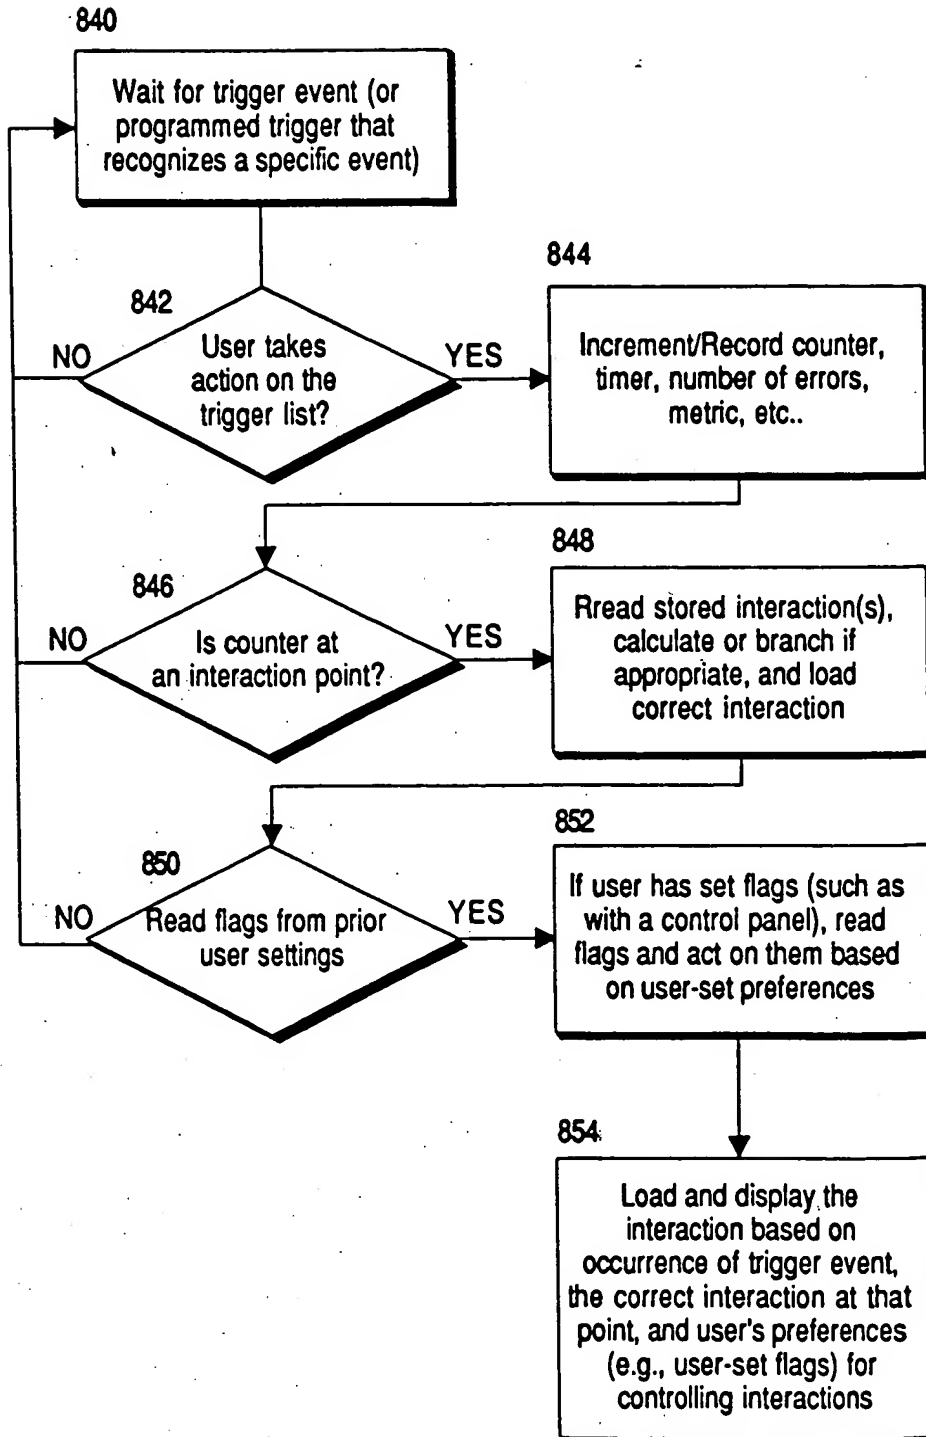 840
Wait for trigger event (or
programmed trigger that
recognizes a specific event)
842
NO
User takes
action on the
trigger list?
YES
844
Increment/Record counter,
timer, number of errors,
metric, etc..
846
NO
Is counter at
an interaction point?
YES
848
Rread stored interaction(s),
calculate or branch if
appropriate, and load
correct interaction
850
NO
Read flags from prior
user settings
YES
852
If user has set flags (such as
with a control panel), read
flags and act on them based
on user-set preferences
854
Load and display the
interaction based on
occurrence of trigger event,
the correct interaction at that
point, and user's preferences
(e.g., user-set flags) for
controlling interactions